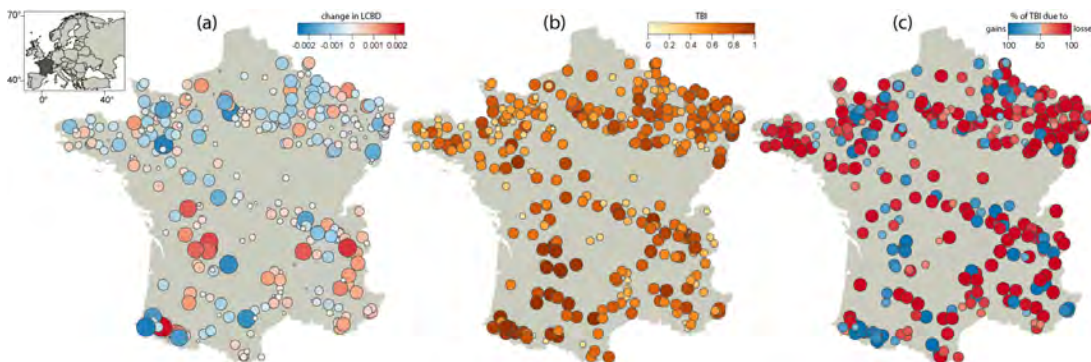 70°
40°
0°
40°
(a)
change in LCBD
-0.002 -0.001 0 0.001 0.002
(b)
TBI
0 0.2 0.4 0.6 0.8 1
(c)
% of TBI due to
gains losse
100 50 100